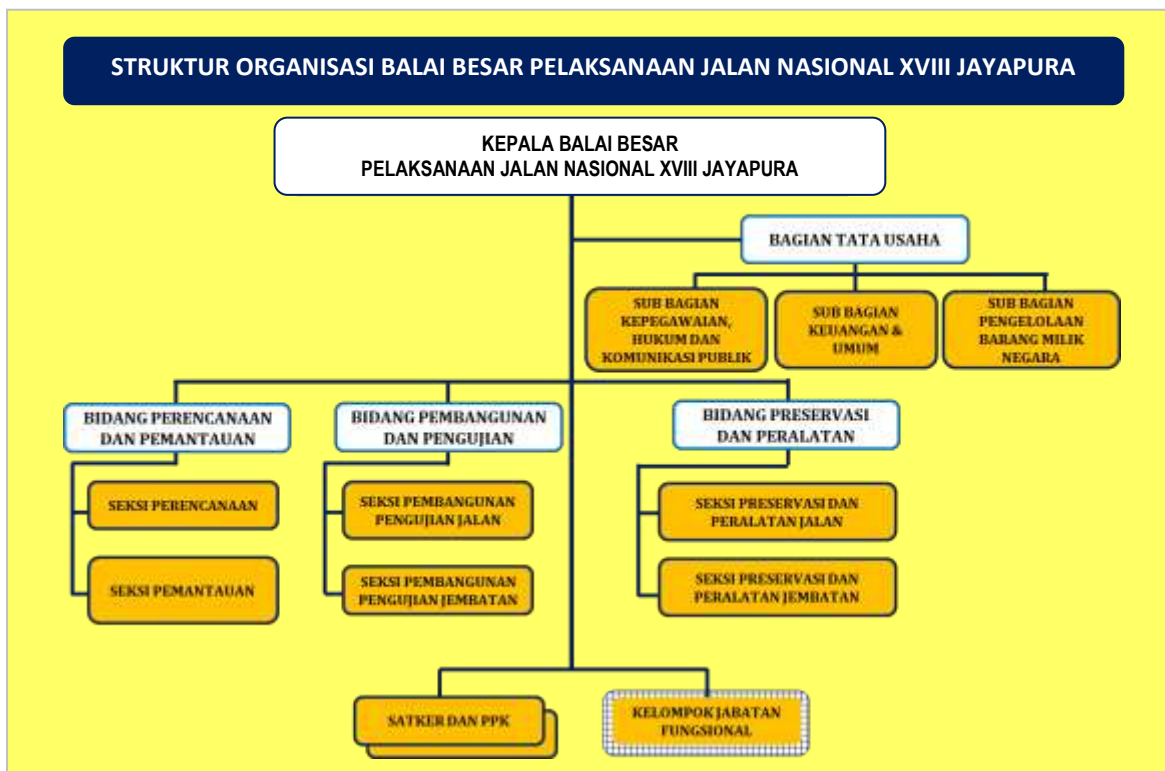 STRUKTUR ORGANISASI BALAI BESAR PELAKSANAAN JALAN NASIONAL XVIII JAYAPURA
KEPALA BALAI BESAR
PELAKSANAAN JALAN NASIONAL XVIII JAYAPURA
BAGIAN TATA USAHA
SUB BAGIAN
KEPEGAWAIAN,
HUKUM DAN
KOMUNIKASI PUBLIK
SUB BAGIAN
KEUANGAN &
UMUM
SUB BAGIAN
PENGELOLAAN
BARANG MILIK
NEGARA
BIDANG PERENCANAAN
DAN PEMANTAUAN
BIDANG PEMBANGUNAN
DAN PENGUJIAN
BIDANG PRESERVASI
DAN PERALATAN
SEKSI PERENCANAAN
SEKSI PEMBANGUNAN
PENGUJIAN JALAN
SEKSI PRESERVASI DAN
PERALATAN JALAN
SEKSI PEMANTAUAN
SEKSI PEMBANGUNAN
PENGUJIAN JEMBATAN
SEKSI PRESERVASI DAN
PERALATAN JEMBATAN
SATKER DAN PPK
KELOMPOK JABATAN
FUNGSIONAL